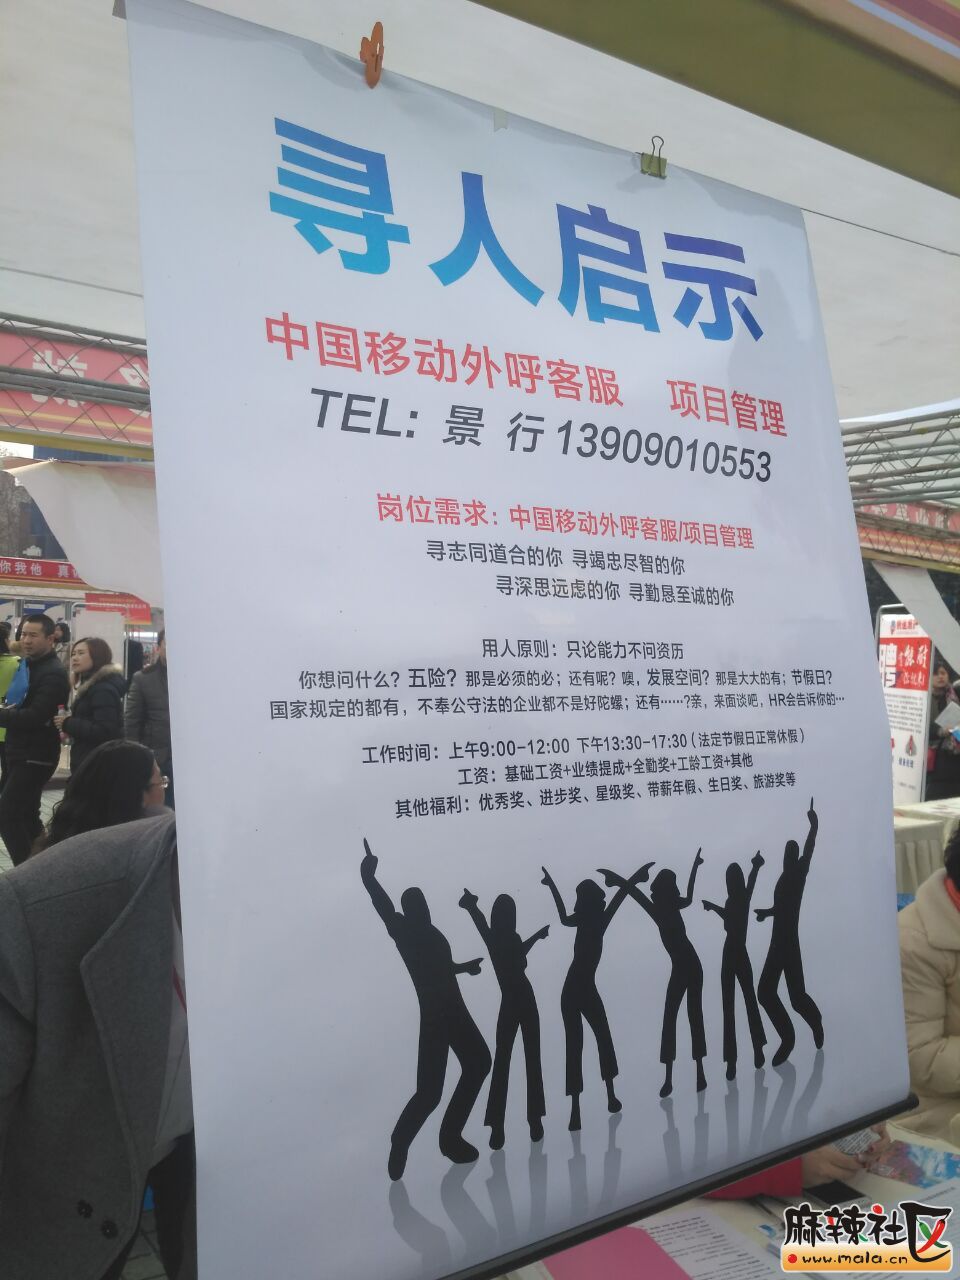 寻人启示
中国移动外呼客服 项目管理
TEL: 景 行 13909010553
岗位需求：中国移动外呼客服/项目管理
寻志同道合的你 寻竭忠尽智的你
寻深思远虑的你 寻勤恳至诚的你
用人原则：只论能力不问资历
你想问什么？五险？那是必须的必；还有呢？噢，发展空间？那是大大的有；节假日？
国家规定的都有，不奉公守法的企业都不是好陀螺；还有……?亲，来面谈吧，HR会告诉你的…
工作时间：上午9:00-12:00 下午13:30-17:30（法定节假日正常休假）
工资：基础工资+业绩提成+全勤奖+工龄工资+其他
其他福利：优秀奖、进步奖、星级奖、带薪年假、生日奖、旅游奖等
你我他 真
聘
麻辣社区
www.mala.cn